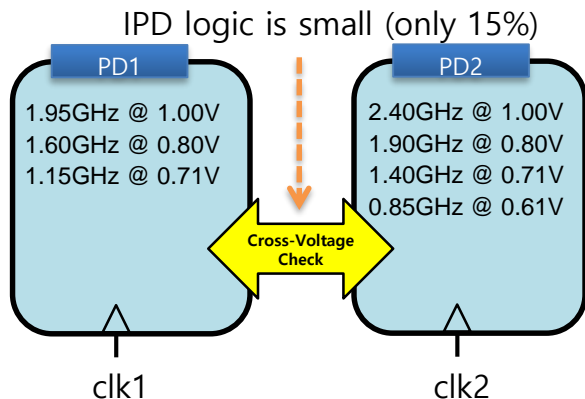 IPD logic is small (only 15%)
PD1
1.95GHz @ 1.00V
1.60GHz @ 0.80V
1.15GHz @ 0.71V
PD2
2.40GHz @ 1.00V
1.90GHz @ 0.80V
1.40GHz @ 0.71V
0.85GHz @ 0.61V
Cross-Voltage
Check
clk1
clk2